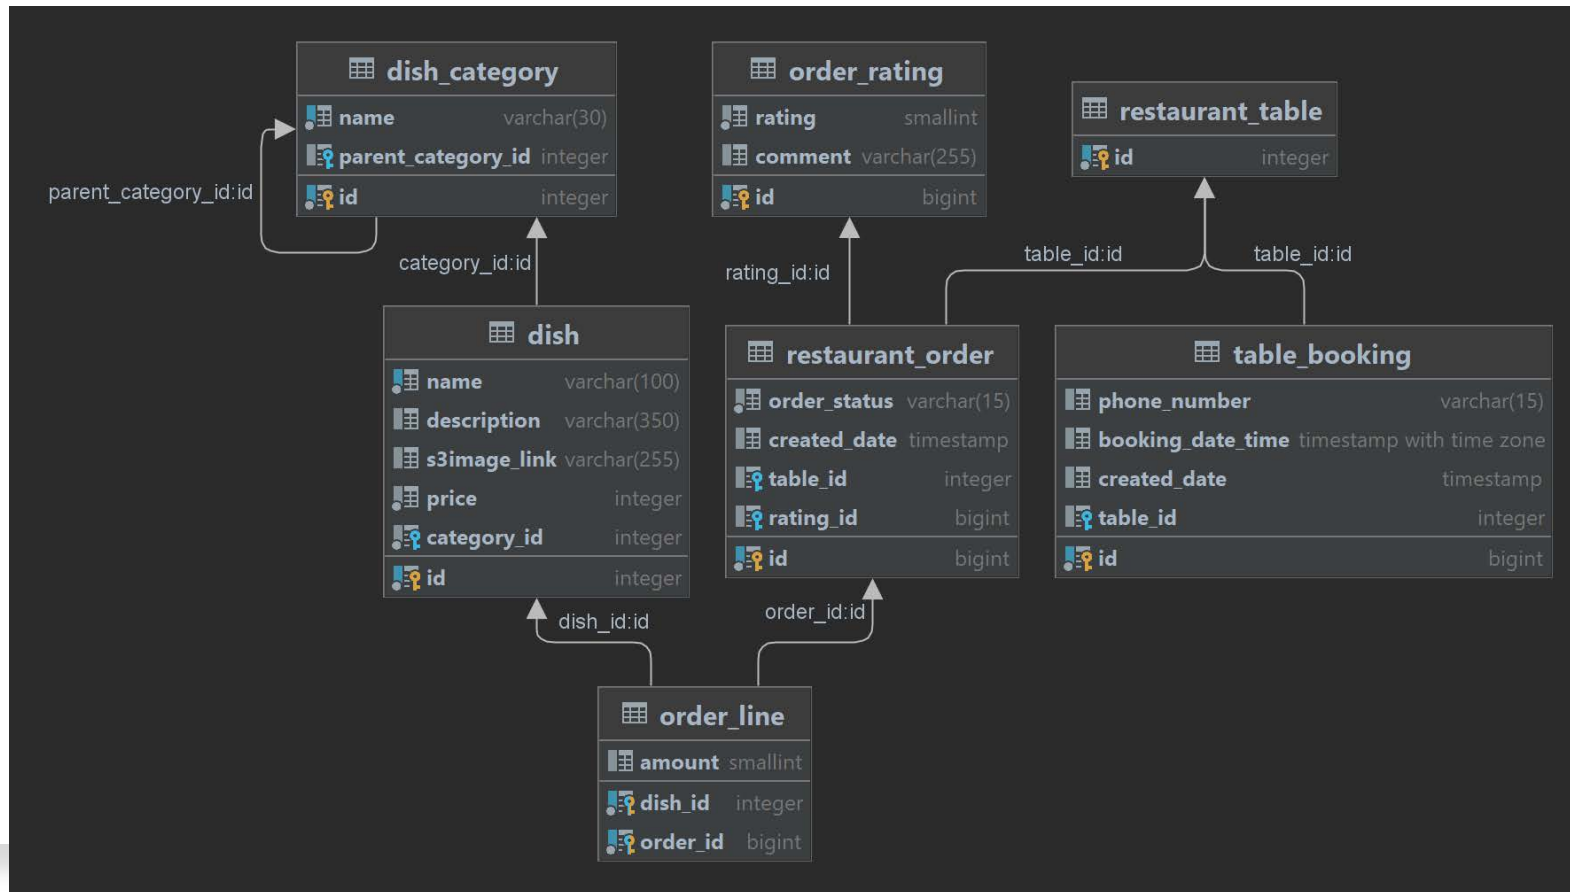 dish_category
name varchar(30)
parent_category_id integer
id integer
parent_category_id:id
order_rating
rating smallint
comment varchar(255)
id bigint
restaurant_table
id integer
category_id:id
rating_id:id
table_id:id
table_id:id
dish
name varchar(100)
description varchar(350)
s3image_link varchar(255)
price integer
category_id integer
id integer
restaurant_order
order_status varchar(15)
created_date timestamp
table_id integer
rating_id bigint
id bigint
table_booking
phone_number varchar(15)
booking_date_time timestamp with time zone
created_date timestamp
table_id integer
id bigint
dish_id:id
order_id:id
order_line
amount smallint
dish_id integer
order_id bigint